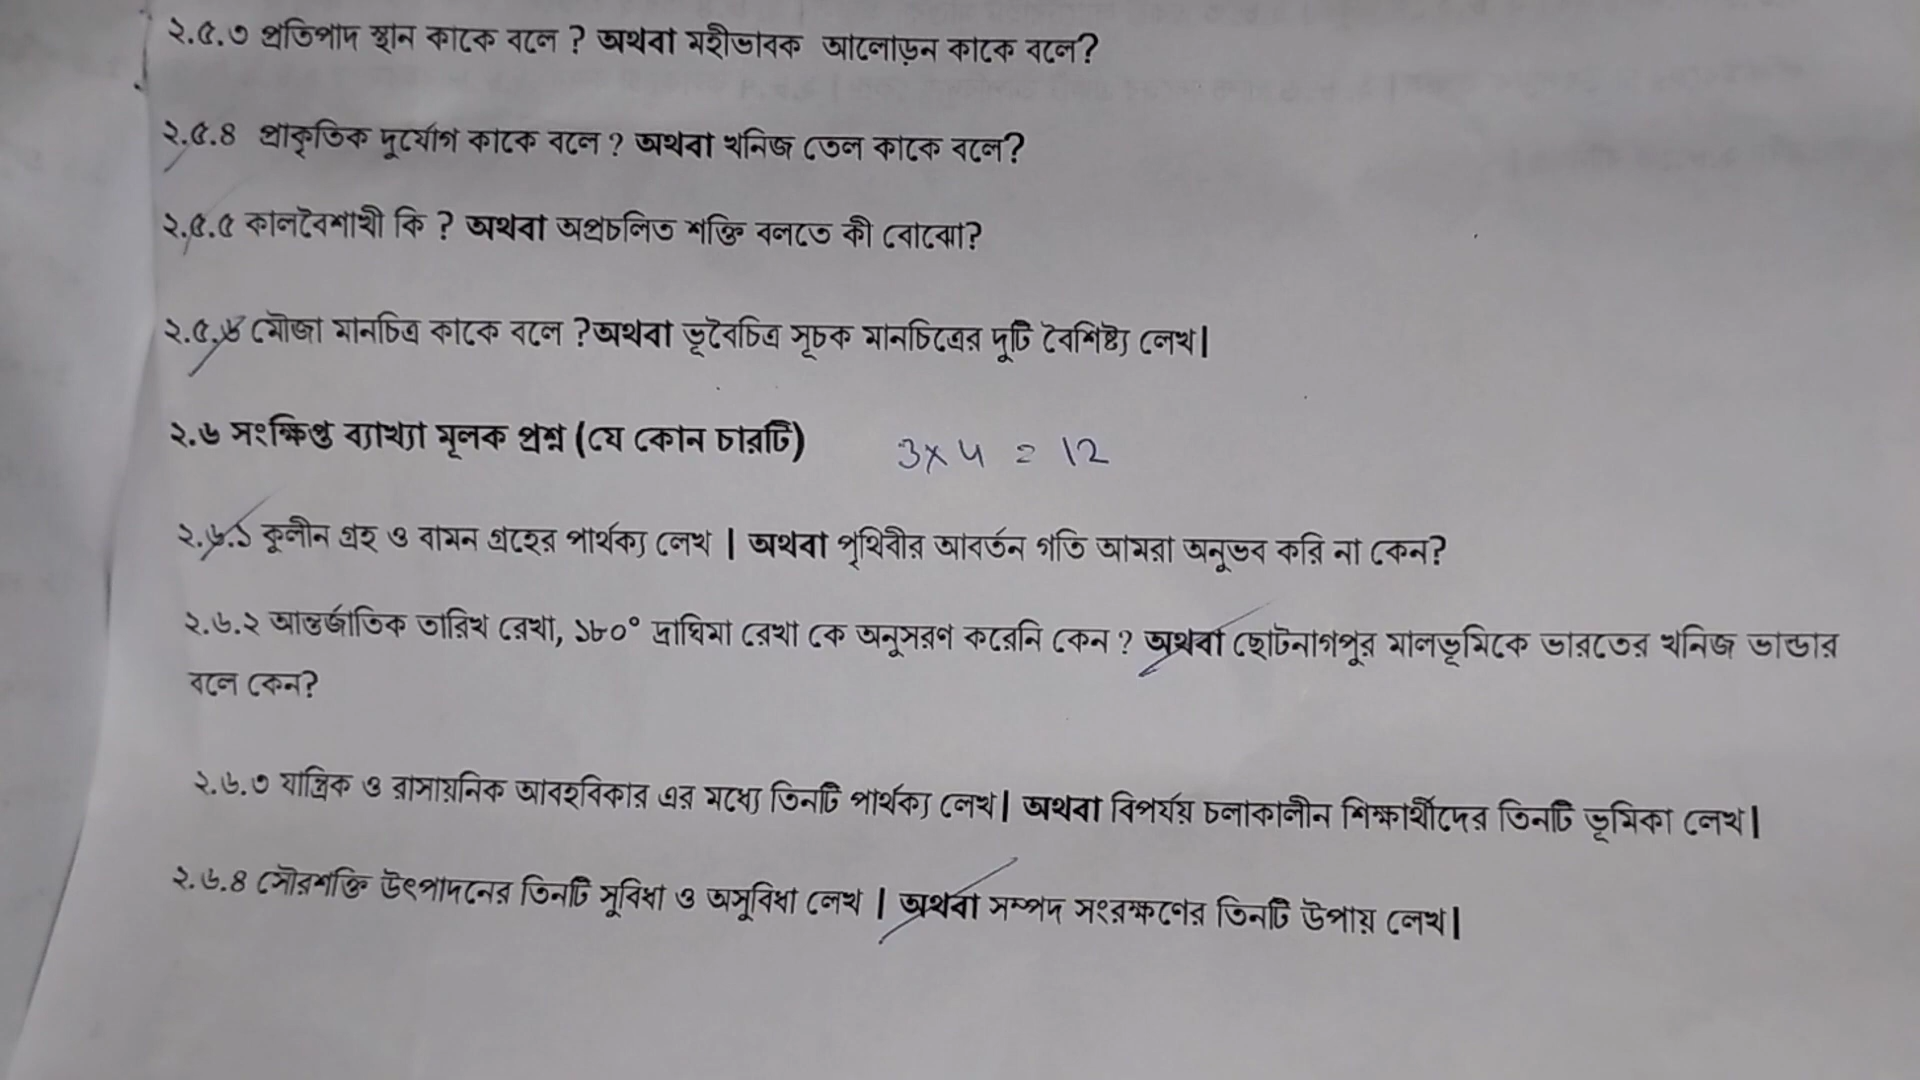 ২.৫.৩ প্রতিপাদ স্থান কাকে বলে ? অথবা মহীভাবক আলোড়ন কাকে বলে?
২.৫.৪ প্রাকৃতিক দুর্যোগ কাকে বলে ? অথবা খনিজ তেল কাকে বলে?
২.৫.৫ কালবৈশাখী কি ? অথবা অপ্রচলিত শক্তি বলতে কী বোঝো?
২.৫.৬ মৌজা মানচিত্র কাকে বলে ?অথবা ভূবৈচিত্র সূচক মানচিত্রের দুটি বৈশিষ্ট্য লেখ|
২.৬ সংক্ষিপ্ত ব্যাখ্যা মূলক প্রশ্ন (যে কোন চারটি) 3x4 = 12
২.৬.১ কুলীন গ্রহ ও বামন গ্রহের পার্থক্য লেখ | অথবা পৃথিবীর আবর্তন গতি আমরা অনুভব করি না কেন?
২.৬.২ আন্তর্জাতিক তারিখ রেখা, ১৮০° দ্রাঘিমা রেখা কে অনুসরণ করেনি কেন ? অথবা ছোটনাগপুর মালভূমিকে ভারতের খনিজ ভান্ডার
বলে কেন?
২.৬.৩ যান্ত্রিক ও রাসায়নিক আবহবিকার এর মধ্যে তিনটি পার্থক্য লেখ| অথবা বিপর্যয় চলাকালীন শিক্ষার্থীদের তিনটি ভূমিকা লেখ|
২.৬.৪ সৌরশক্তি উৎপাদনের তিনটি সুবিধা ও অসুবিধা লেখ | অথবা সম্পদ সংরক্ষণের তিনটি উপায় লেখ|